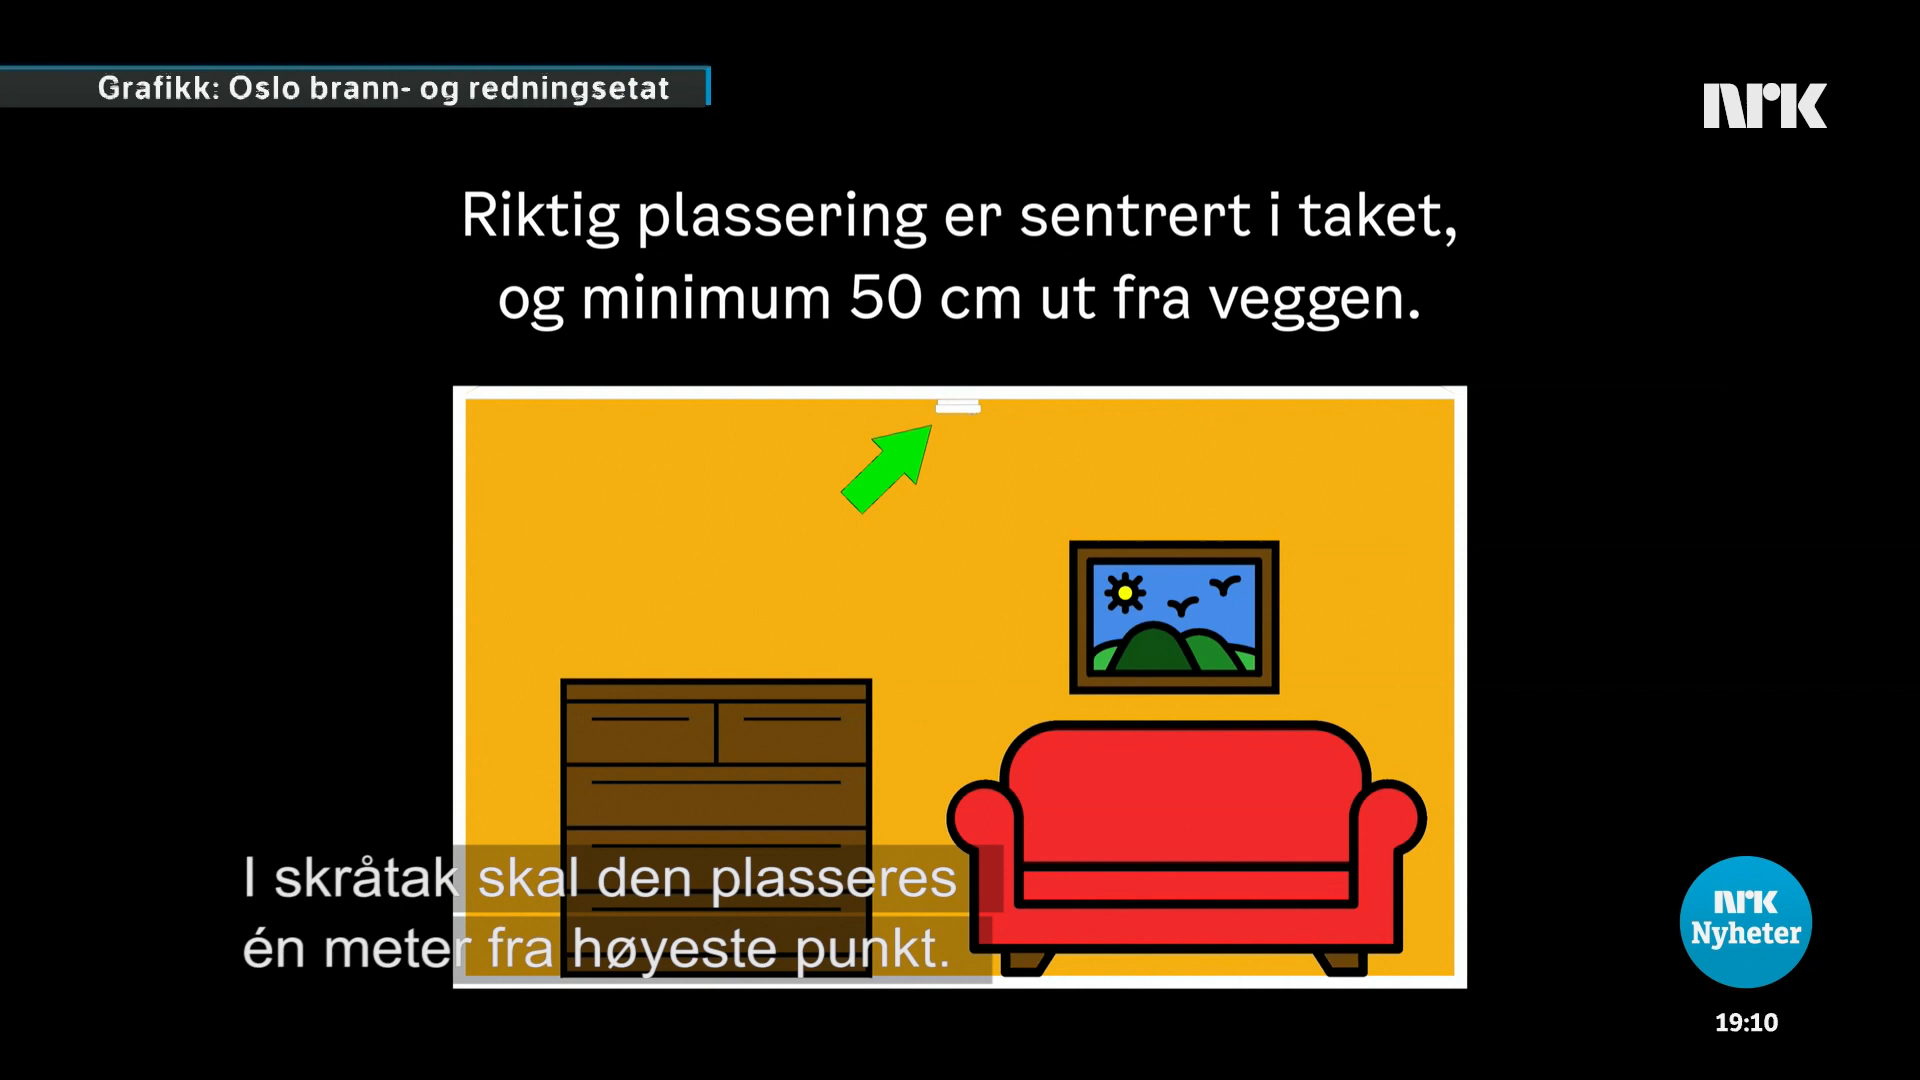 Grafikk: Oslo brann- og redningsetat
nrk
Riktig plassering er sentrert i taket,
og minimum 50 cm ut fra veggen.
I skråtak skal den plasseres
én meter fra høyeste punkt.
nrk
Nyheter
19:10